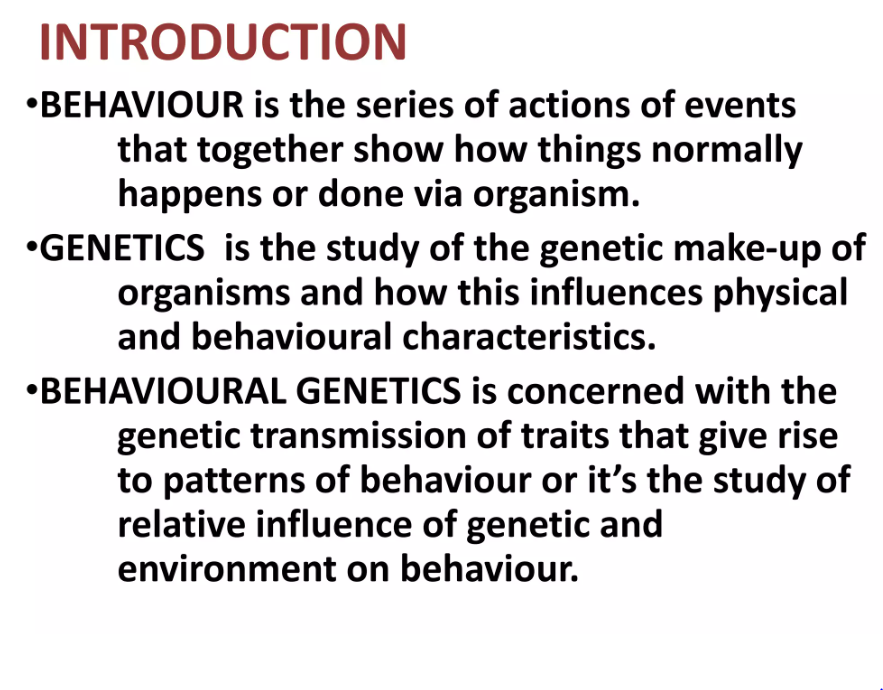 INTRODUCTION
•BEHAVIOUR is the series of actions of events
that together show how things normally
happens or done via organism.
•GENETICS is the study of the genetic make-up of
organisms and how this influences physical
and behavioural characteristics.
•BEHAVIOURAL GENETICS is concerned with the
genetic transmission of traits that give rise
to patterns of behaviour or it’s the study of
relative influence of genetic and
environment on behaviour.